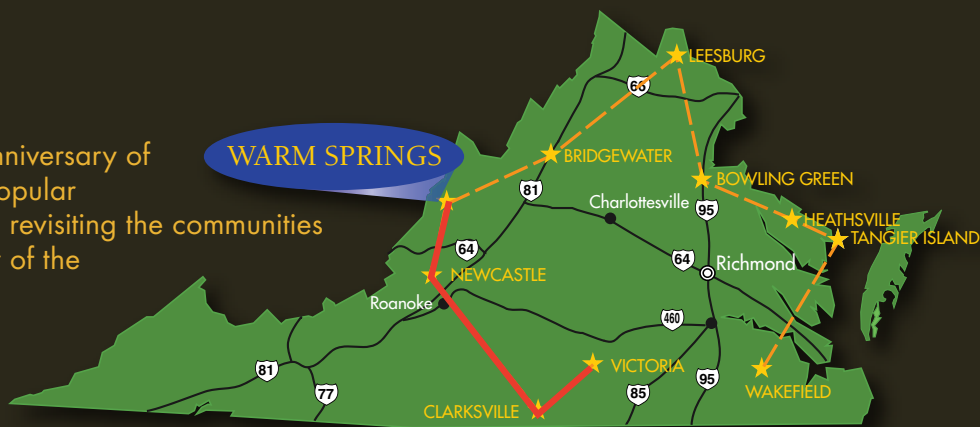 nniversary of
opular
revisiting the communities
of the
WARM SPRINGS
LEESBURG
66
BRIDGEWATER
81
BOWLING GREEN
Charlottesville
95
HEATHSVILLE
TANGIER ISLAND
64
64
Richmond
NEWCASTLE
Roanoke
460
81
77
VICTORIA
85
95
WAKEFIELD
CLARKSVILLE